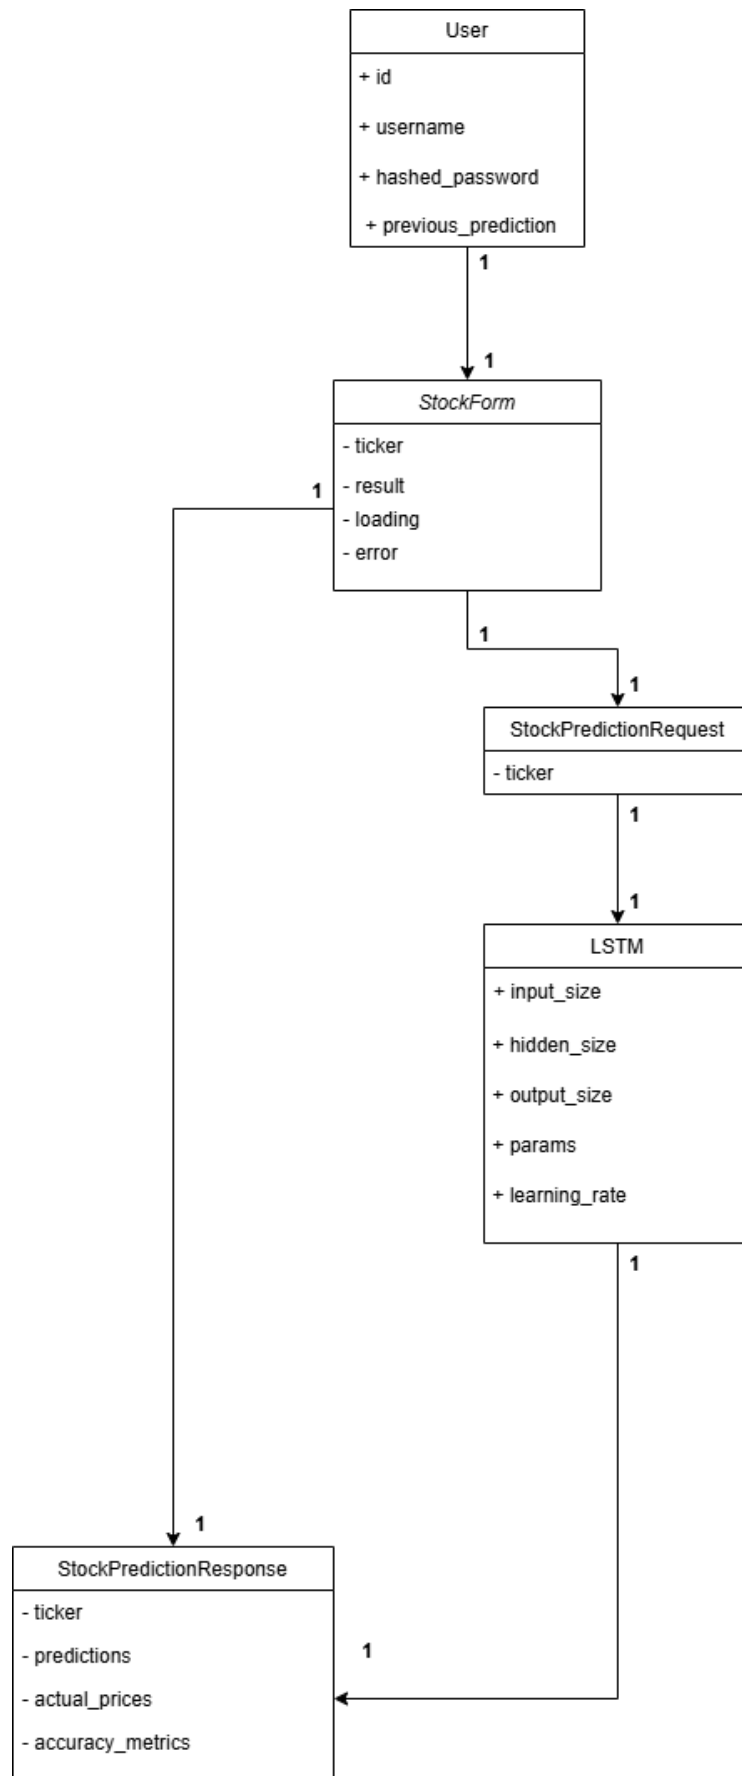 User
+ id
+ username
+ hashed_password
+ previous_prediction
1
1
StockForm
- ticker
1
- result
- loading
- error
1
1
StockPredictionRequest
- ticker
1
1
LSTM
+ input_size
+ hidden_size
+ output_size
+ params
+ learning_rate
1
1
StockPredictionResponse
- ticker
1
- predictions
- actual_prices
- accuracy_metrics